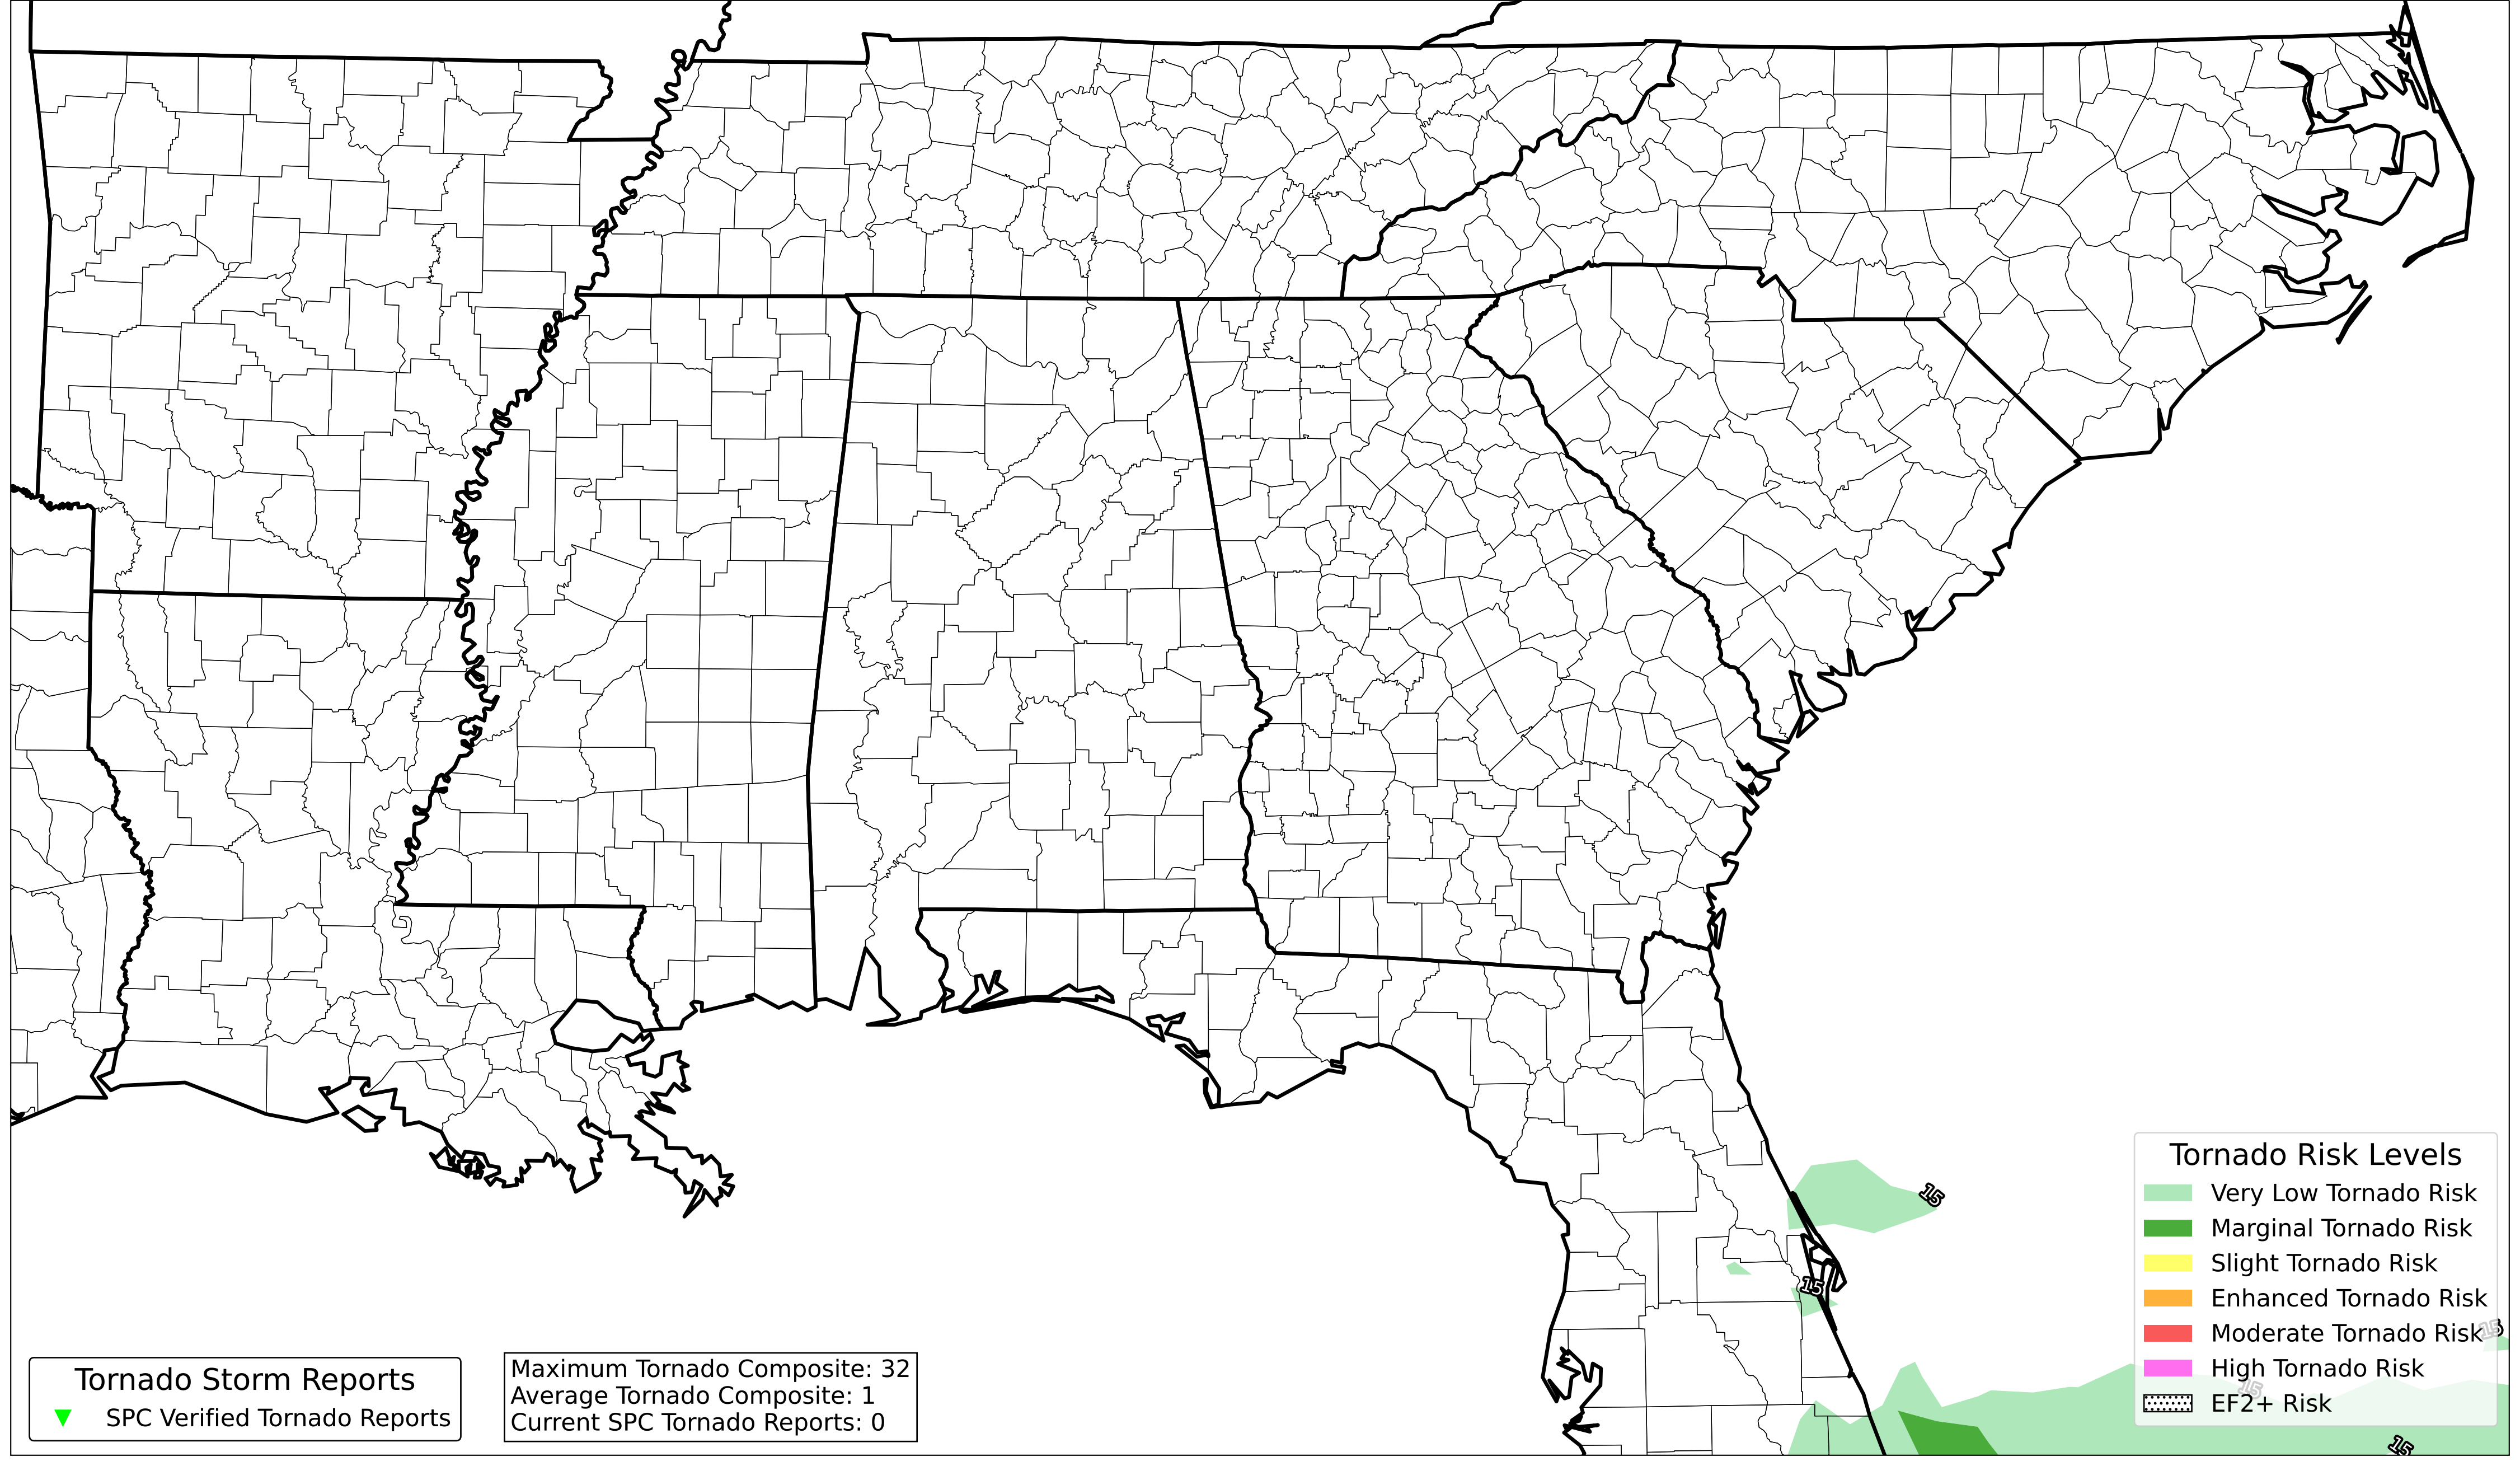 15
15
15
15
15
Tornado Risk Levels
Very Low Tornado Risk
Marginal Tornado Risk
Slight Tornado Risk
Enhanced Tornado Risk
Moderate Tornado Risk
High Tornado Risk
EF2+ Risk
Tornado Storm Reports
SPC Verified Tornado Reports
Maximum Tornado Composite: 32
Average Tornado Composite: 1
Current SPC Tornado Reports: 0